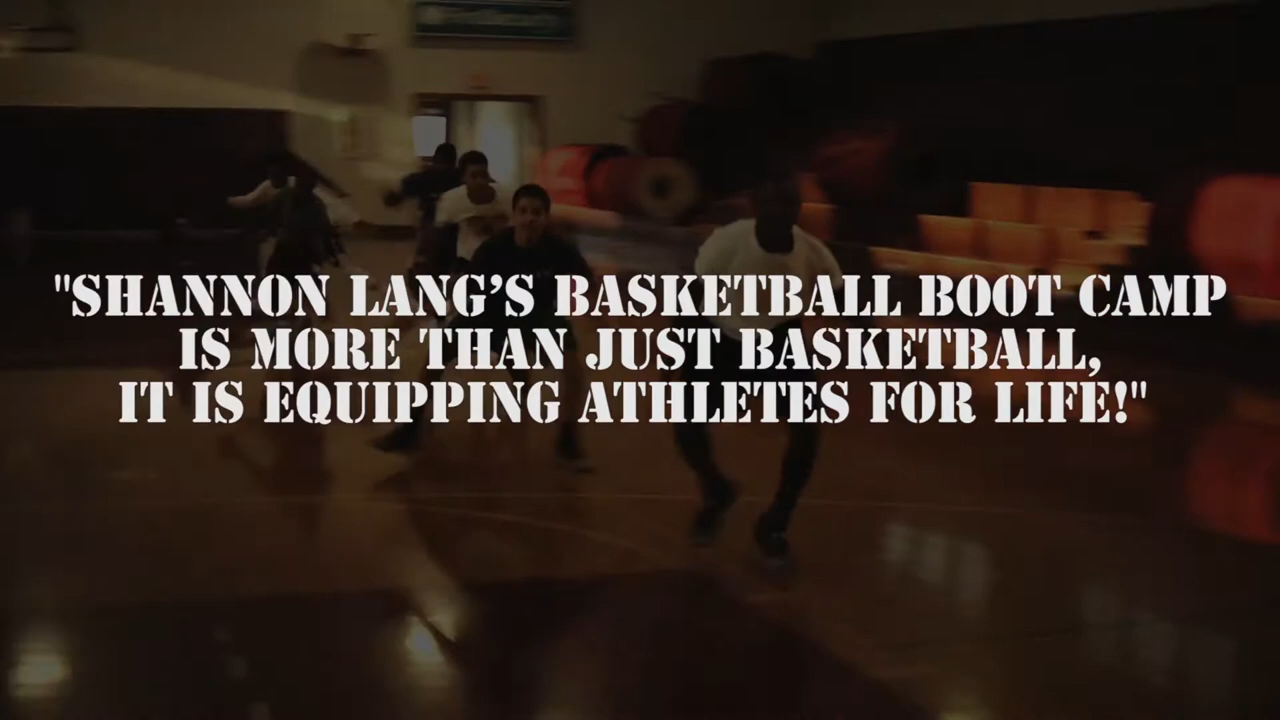 "SHANNON LANG’S BASKETBALL BOOT CAMP
IS MORE THAN JUST BASKETBALL,
IT IS EQUIPPING ATHLETES FOR LIFE!"